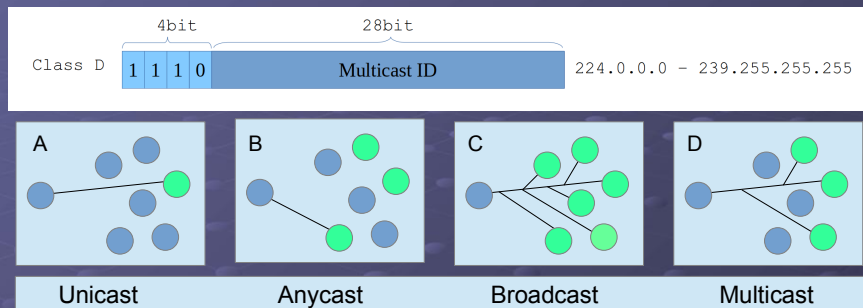 4bit 28bit
Class D 1 1 1 0 Multicast ID 224.0.0.0 – 239.255.255.255
A B C D
Unicast Anycast Broadcast Multicast